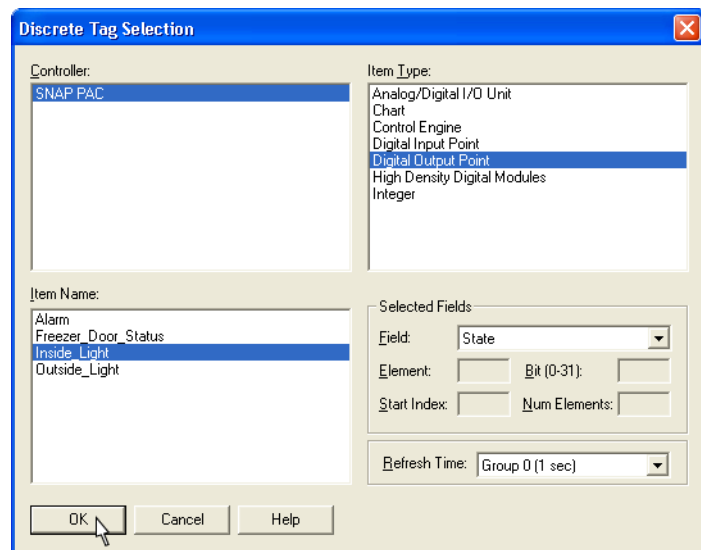 Discrete Tag Selection
Controller:
SNAP PAC
Item Type:
Analog/Digital I/O Unit
Chart
Control Engine
Digital Input Point
Digital Output Point
High Density Digital Modules
Integer
Item Name:
Alarm
Freezer_Door_Status
Inside_Light
Outside_Light
Selected Fields
Field: State
Element: Bit (0-31):
Start Index: Num Elements:
Refresh Time: Group 0 (1 sec)
OK Cancel Help